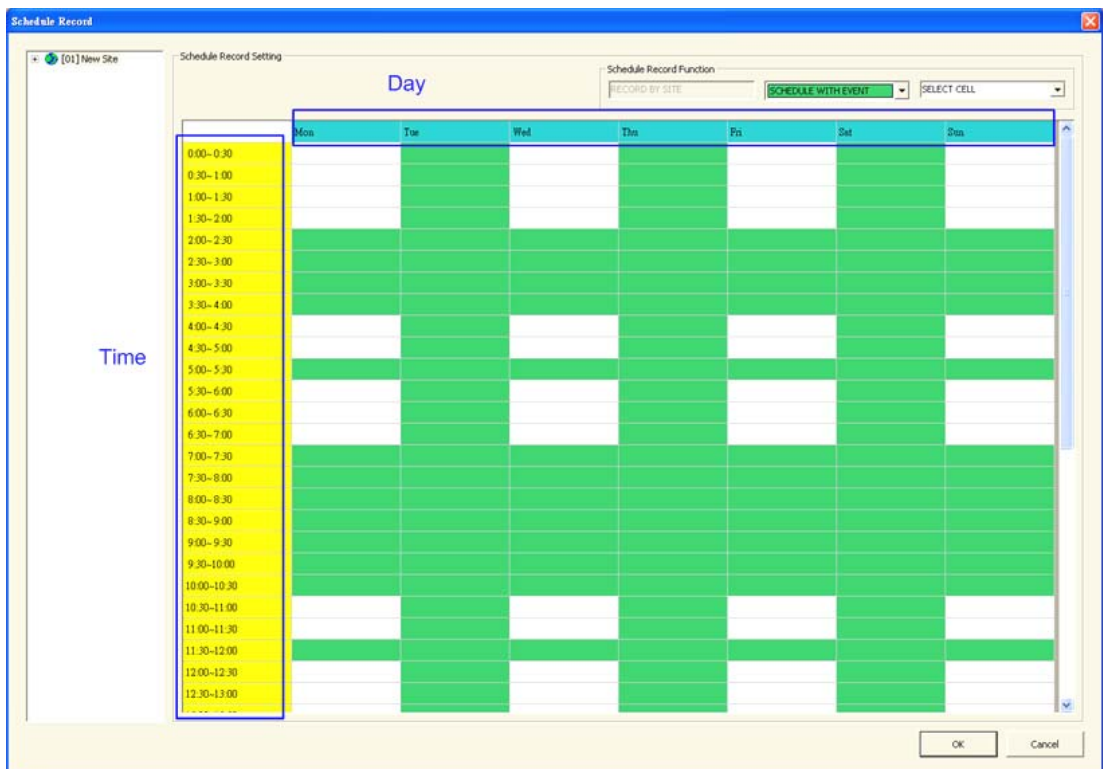 Schedule Record
[01] New Site
Schedule Record Setting
Day
Schedule Record Function
RECORD BY SITE
SCHEDULE WITH EVENT
SELECT CELL
Mon Tue Wed Thu Fri Sat Sun
Time
0:00~ 0:30
0:30~ 1:00
1:00~ 1:30
1:30~ 2:00
2:00~ 2:30
2:30~ 3:00
3:00~ 3:30
3:30~ 4:00
4:00~ 4:30
4:30~ 5:00
5:00~ 5:30
5:30~ 6:00
6:00~ 6:30
6:30~ 7:00
7:00~ 7:30
7:30~ 8:00
8:00~ 8:30
8:30~ 9:00
9:00~ 9:30
9:30~10:00
10:00~10:30
10:30~11:00
11:00~11:30
11:30~12:00
12:00~12:30
12:30~13:00
OK
Cancel